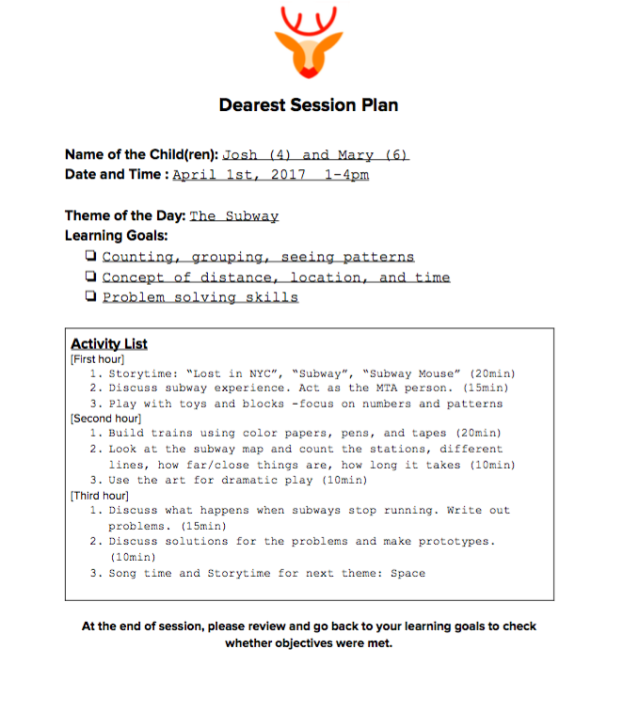 Dearest Session Plan
Name of the Child(ren): Josh (4) and Mary (6)
Date and Time : April 1st, 2017 1-4pm
Theme of the Day: The Subway
Learning Goals:
❏ Counting, grouping, seeing patterns
❏ Concept of distance, location, and time
❏ Problem solving skills
Activity List
[First hour]
1. Storytime: “Lost in NYC”, “Subway”, “Subway Mouse” (20min)
2. Discuss subway experience. Act as the MTA person. (15min)
3. Play with toys and blocks -focus on numbers and patterns
[Second hour]
1. Build trains using color papers, pens, and tapes (20min)
2. Look at the subway map and count the stations, different
lines, how far/close things are, how long it takes (10min)
3. Use the art for dramatic play (10min)
[Third hour]
1. Discuss what happens when subways stop running. Write out
problems. (15min)
2. Discuss solutions for the problems and make prototypes.
(10min)
3. Song time and Storytime for next theme: Space
At the end of session, please review and go back to your learning goals to check
whether objectives were met.